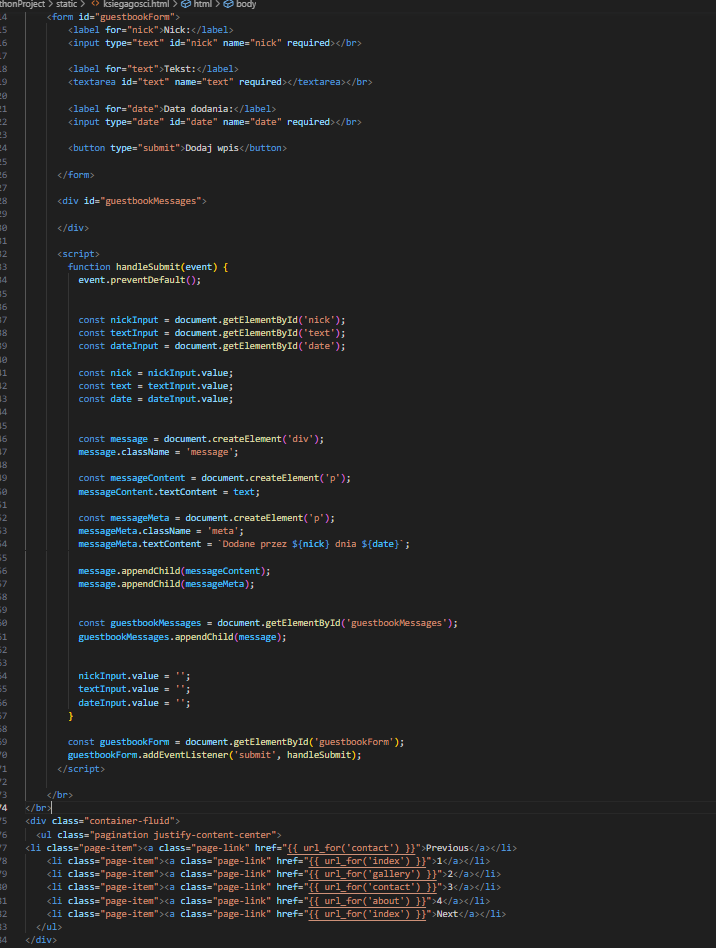 thonProject > static > <> ksiegagosci.html > html > body
<form id="guestbookForm">
<label for="nick">Nick:</label>
<input type="text" id="nick" name="nick" required></br>
<label for="text">Tekst:</label>
<textarea id="text" name="text" required></textarea></br>
<label for="date">Data dodania:</label>
<input type="date" id="date" name="date" required></br>
<button type="submit">Dodaj wpis</button>
</form>
<div id="guestbookMessages">
</div>
<script>
function handleSubmit(event) {
event.preventDefault();
const nickInput = document.getElementById('nick');
const textInput = document.getElementById('text');
const dateInput = document.getElementById('date');
const nick = nickInput.value;
const text = textInput.value;
const date = dateInput.value;
const message = document.createElement('div');
message.className = 'message';
const messageContent = document.createElement('p');
messageContent.textContent = text;
const messageMeta = document.createElement('p');
messageMeta.className = 'meta';
messageMeta.textContent = `Dodane przez ${nick} dnia ${date}`;
message.appendChild(messageContent);
message.appendChild(messageMeta);
const guestbookMessages = document.getElementById('guestbookMessages');
guestbookMessages.appendChild(message);
nickInput.value = '';
textInput.value = '';
dateInput.value = '';
}
const guestbookForm = document.getElementById('guestbookForm');
guestbookForm.addEventListener('submit', handleSubmit);
</script>
</br>
</br>
<div class="container-fluid">
<ul class="pagination justify-content-center">
<li class="page-item"><a class="page-link" href="{{ url_for('contact') }}">Previous</a></li>
<li class="page-item"><a class="page-link" href="{{ url_for('index') }}">1</a></li>
<li class="page-item"><a class="page-link" href="{{ url_for('gallery') }}">2</a></li>
<li class="page-item"><a class="page-link" href="{{ url_for('contact') }}">3</a></li>
<li class="page-item"><a class="page-link" href="{{ url_for('about') }}">4</a></li>
<li class="page-item"><a class="page-link" href="{{ url_for('index') }}">Next</a></li>
</ul>
</div>